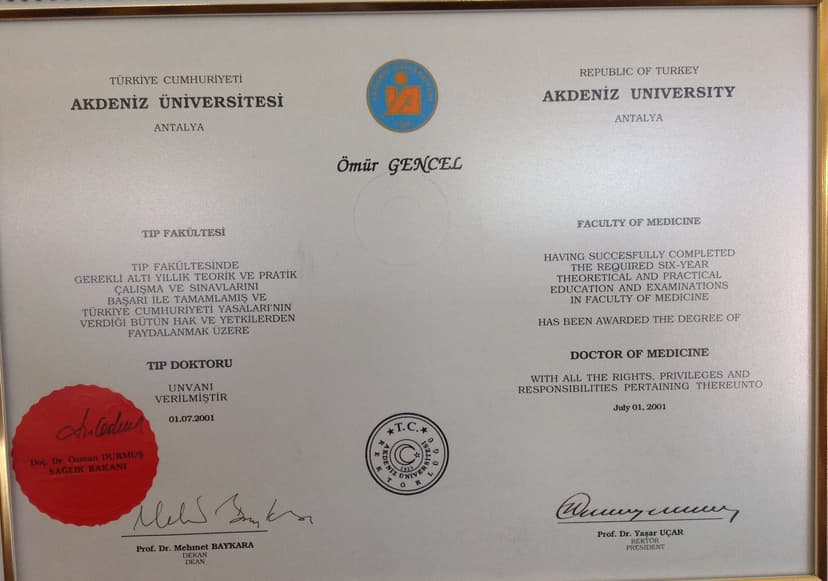 TÜRKİYE CUMHURİYETİ
AKDENİZ ÜNİVERSİTESİ
ANTALYA
REPUBLIC OF TURKEY
AKDENIZ UNIVERSITY
ANTALYA
Ömür GENCEL
TIP FAKÜLTESİ
TIP FAKÜLTESİNDE
GEREKLİ ALTI YILLIK TEORİK VE PRATİK
ÇALIŞMA VE SINAVLARINI
BAŞARI İLE TAMAMLAMIŞ VE
TÜRKİYE CUMHURİYETİ YASALARI'NIN
VERDİĞİ BÜTÜN HAK VE YETKİLERDEN
FAYDALANMAK ÜZERE
TIP DOKTORU
UNVANI
VERİLMİŞTİR
01.07.2001
FACULTY OF MEDICINE
HAVING SUCCESFULLY COMPLETED
THE REQUIRED SIX-YEAR
THEORETICAL AND PRACTICAL
EDUCATION AND EXAMINATIONS
IN FACULTY OF MEDICINE
HAS BEEN AWARDED THE DEGREE OF
DOCTOR OF MEDICINE
WITH ALL THE RIGHTS, PRIVILEGES AND
RESPONSIBILITIES PERTAINING THEREUNTO
July 01, 2001
Doç. Dr. Osman DURMUŞ
SAĞLIK BAKANI
T.C.
AKDENİZ ÜNİVERSİTESİ
REKTÖRLÜĞÜ
Prof. Dr. Mehmet BAYKARA
DEKAN
DEAN
Prof. Dr. Yaşar UÇAR
REKTÖR
PRESIDENT